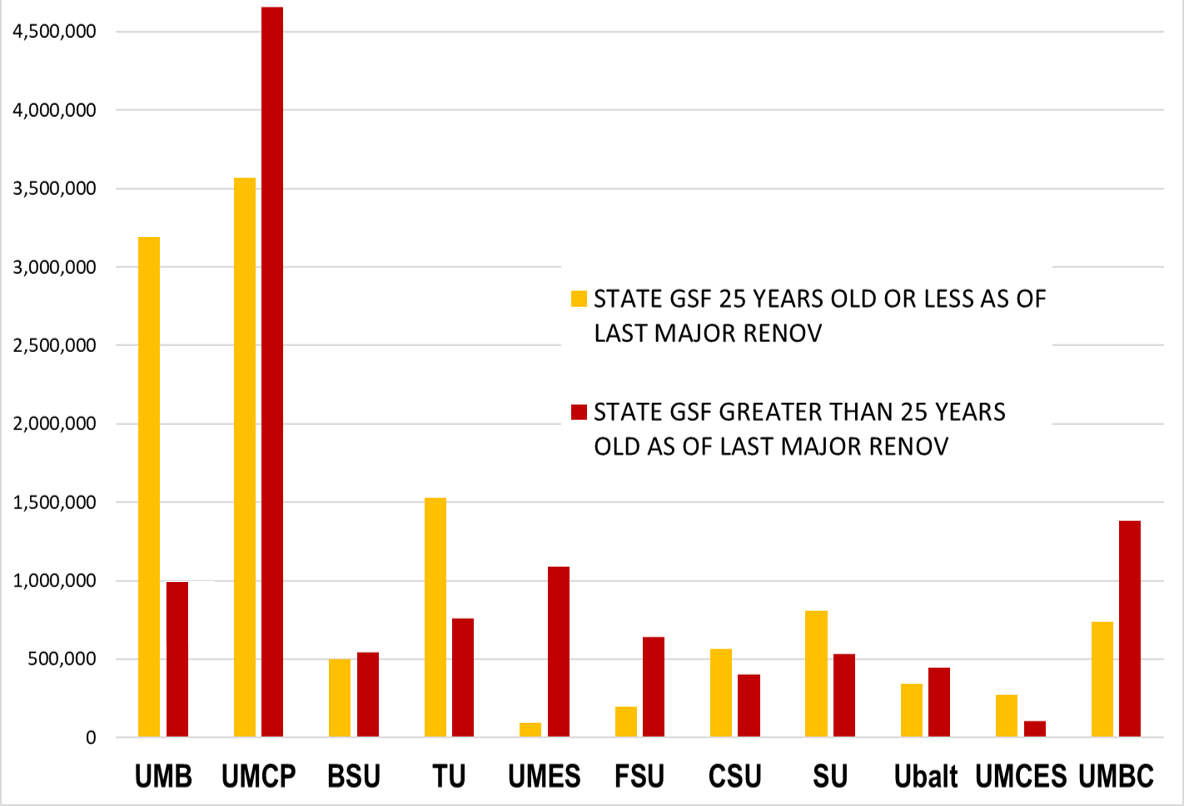 4,500,000
4,000,000
3,500,000
3,000,000
2,500,000
2,000,000
1,500,000
1,000,000
500,000
0
STATE GSF 25 YEARS OLD OR LESS AS OF
LAST MAJOR RENOV
STATE GSF GREATER THAN 25 YEARS
OLD AS OF LAST MAJOR RENOV
UMB UMCP BSU TU UMES FSU CSU SU Ubalt UMCES UMBC